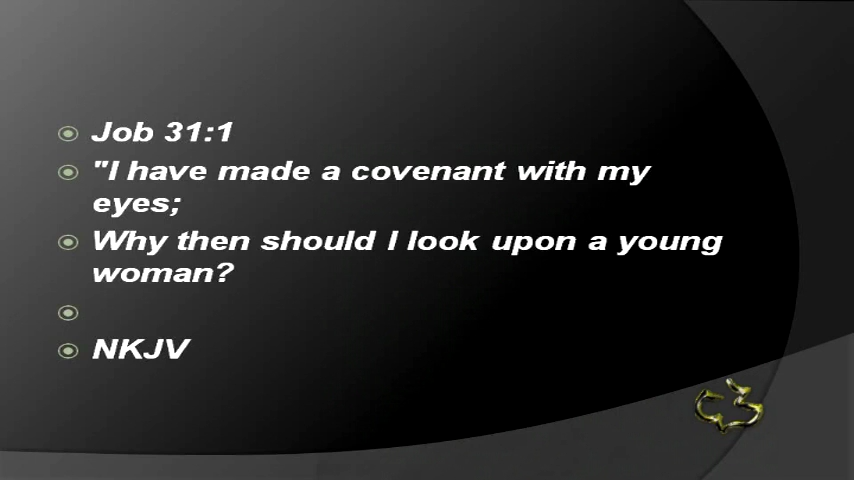 Job 31:1
"I have made a covenant with my
eyes;
Why then should I look upon a young
woman?
NKJV